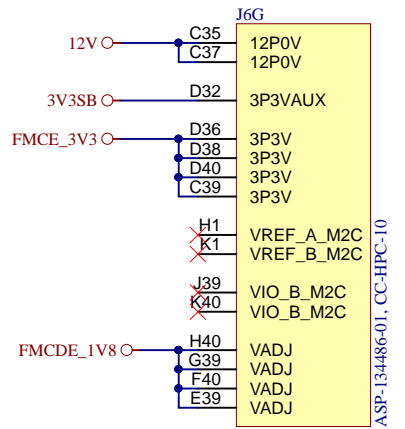 J6G
12V C35 12P0V
C37 12P0V
3V3SB D32 3P3VAUX
FMCE_3V3 D36 3P3V
D38 3P3V
D40 3P3V
C39 3P3V
H1 VREF_A_M2C
K1 VREF_B_M2C
J39 VIO_B_M2C
K40 VIO_B_M2C
FMCDE_1V8 H40 VADJ
G39 VADJ
F40 VADJ
E39 VADJ
ASP-134486-01, CC-HPC-10